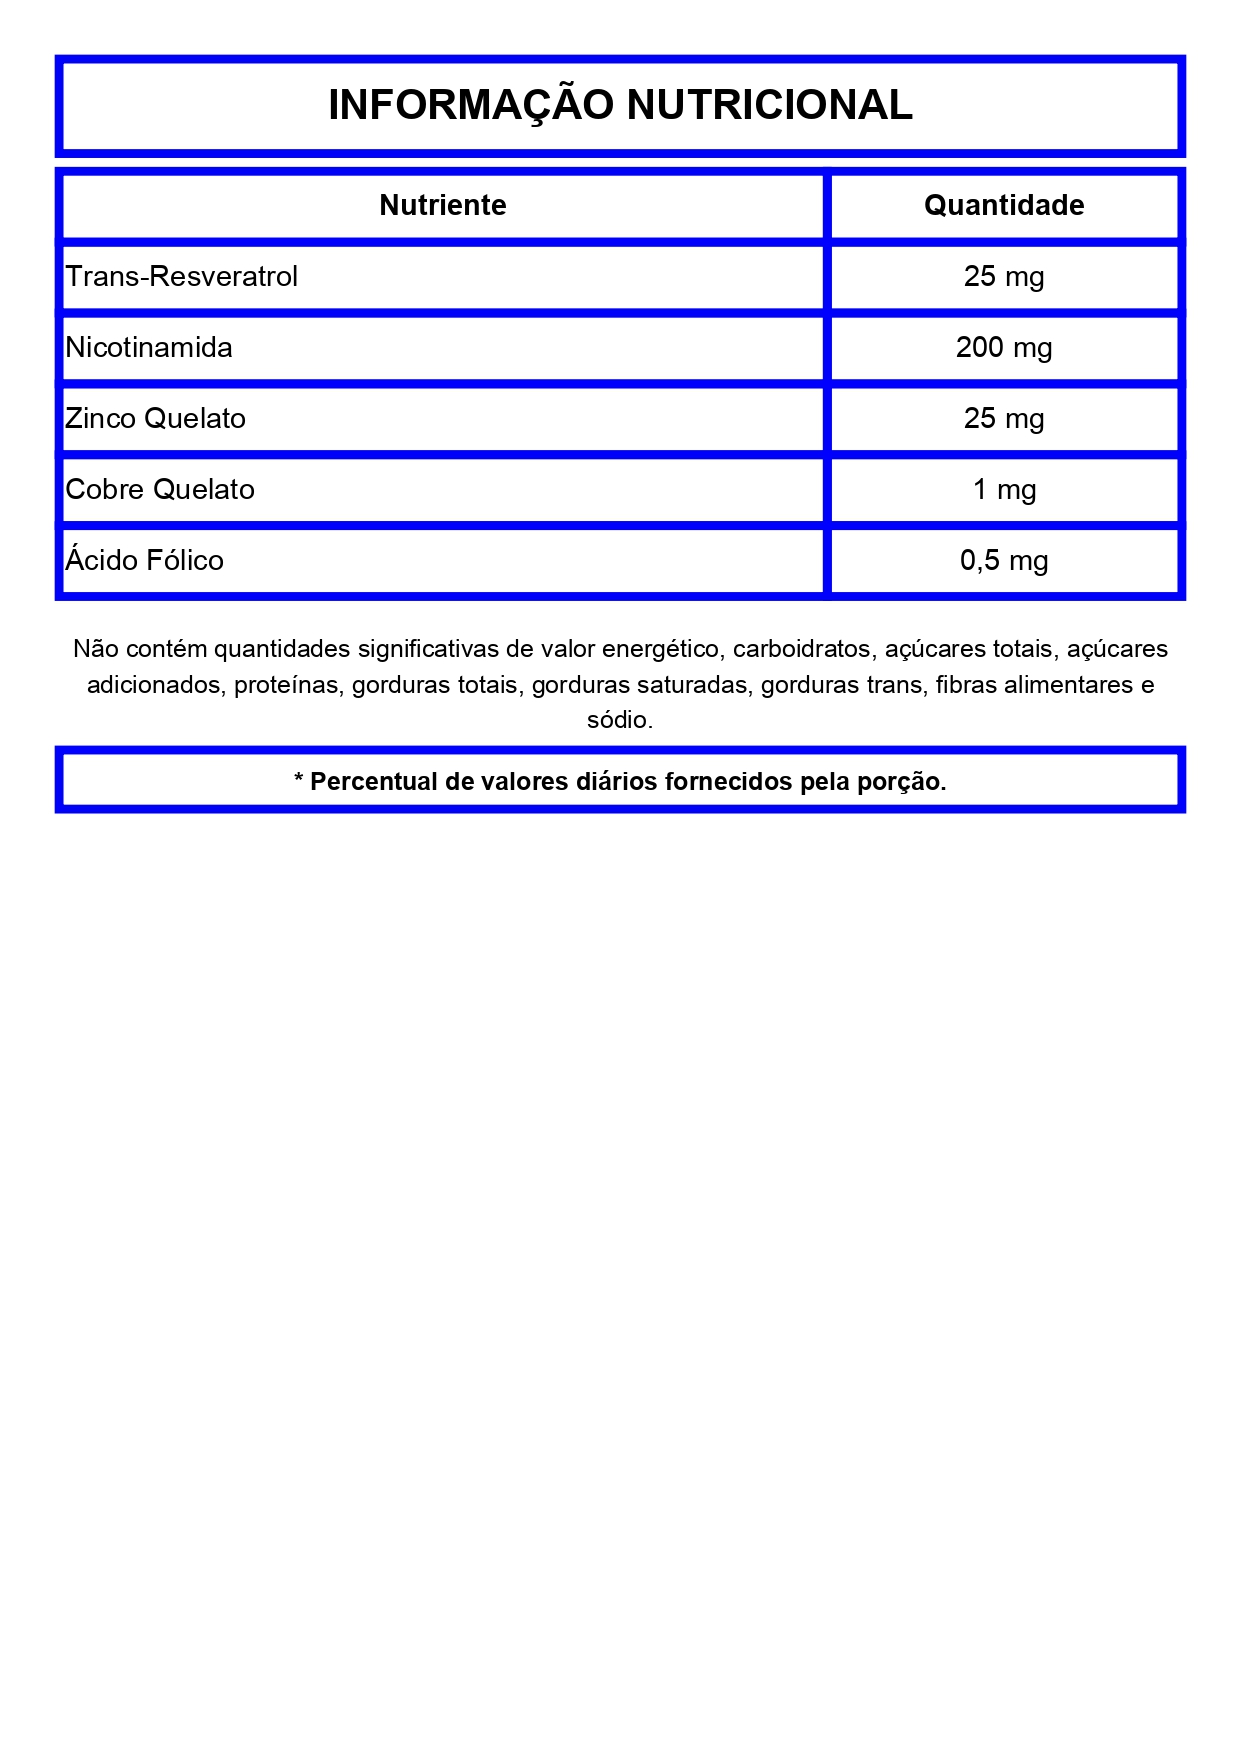 INFORMAÇÃO NUTRICIONAL
Nutriente Quantidade
Trans-Resveratrol 25 mg
Nicotinamida 200 mg
Zinco Quelato 25 mg
Cobre Quelato 1 mg
Ácido Fólico 0,5 mg
Não contém quantidades significativas de valor energético, carboidratos, açúcares totais, açúcares
adicionados, proteínas, gorduras totais, gorduras saturadas, gorduras trans, fibras alimentares e
sódio.
* Percentual de valores diários fornecidos pela porção.